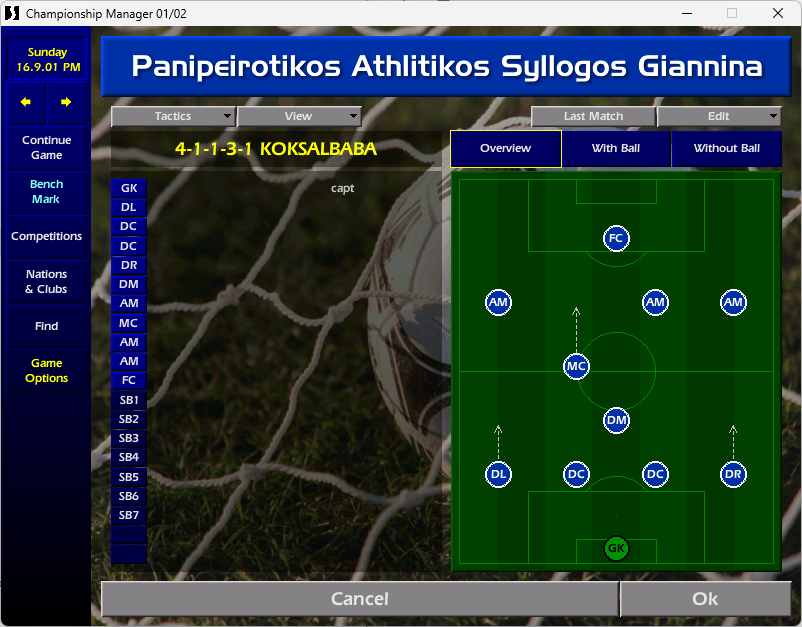 Championship Manager 01/02
Sunday
16.9.01 PM
Continue
Game
Bench
Mark
Competitions
Nations
& Clubs
Find
Game
Options
Panipeirotikos Athlitikos Syllogos Giannina
Tactics
View
Last Match
Edit
4-1-1-3-1 KOKSALBABA
Overview
With Ball
Without Ball
GK
capt
DL
DC
DC
DR
DM
AM
MC
AM
AM
FC
SB1
SB2
SB3
SB4
SB5
SB6
SB7
FC
AM
AM
AM
MC
DM
DL
DC
DC
DR
GK
Cancel
Ok